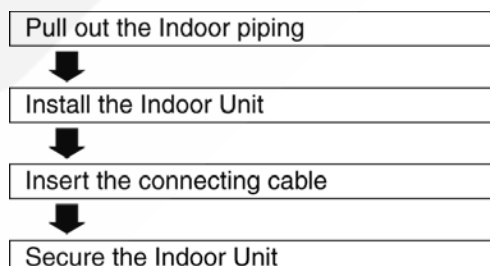 Pull out the Indoor piping
Install the Indoor Unit
Insert the connecting cable
Secure the Indoor Unit